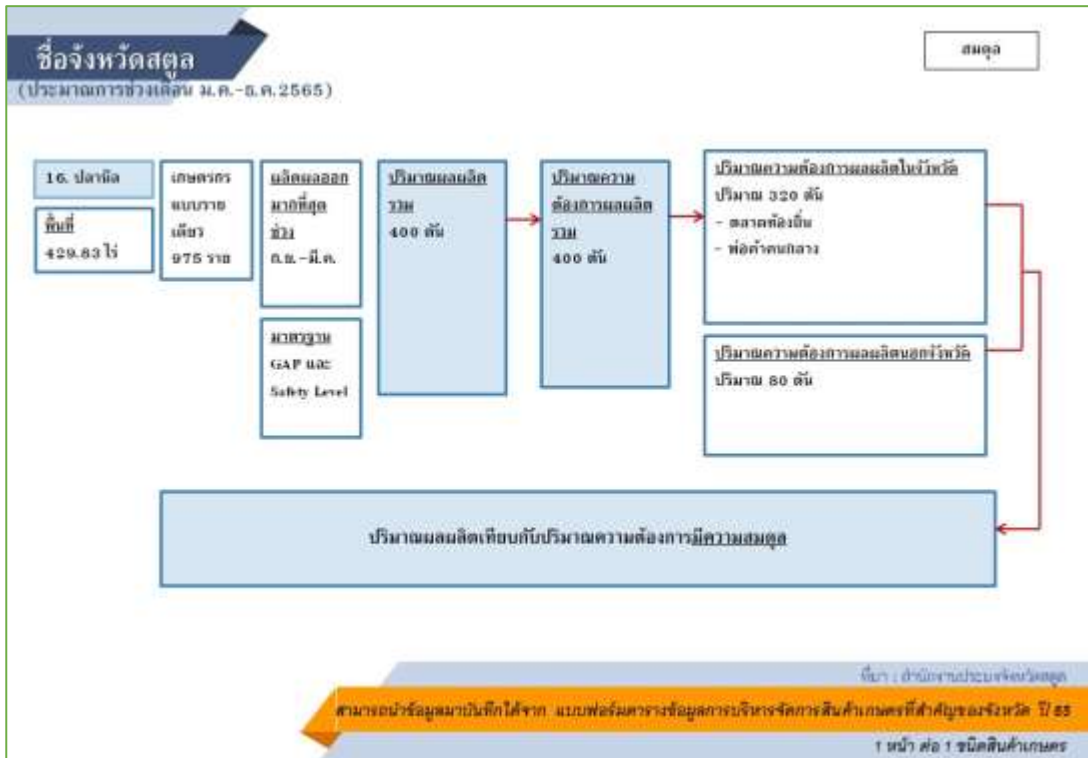 ชื่อจังหวัดสตูล
(ประมาณการช่วงเดือน ม.ค.-ธ.ค.2565)
สมดุล
16. ปลานิล
พื้นที่
429.83 ไร่
เกษตรกร
แบบราย
เดียว
975 ราย
ผลิตผลออก
มากที่สุด
ช่วง
ก.ย.-มี.ค.
มาตรฐาน
GAP และ
Safety Level
ปริมาณผลผลิต
รวม
400 ตัน
ปริมาณความ
ต้องการผลผลิต
รวม
400 ตัน
ปริมาณความต้องการผลผลิตในจังหวัด
ปริมาณ 320 ตัน
- ตลาดท้องถิ่น
- พ่อค้าคนกลาง
ปริมาณความต้องการผลผลิตนอกจังหวัด
ปริมาณ 80 ตัน
ปริมาณผลผลิตเทียบกับปริมาณความต้องการมีความสมดุล
ที่มา : สำนักงานประมงจังหวัดสตูล
สามารถนำข้อมูลมาบันทึกได้จาก แบบฟอร์มตารางข้อมูลการบริหารจัดการสินค้าเกษตรที่สำคัญของจังหวัด ปี 65
1 หน้า ต่อ 1 ชนิดสินค้าเกษตร